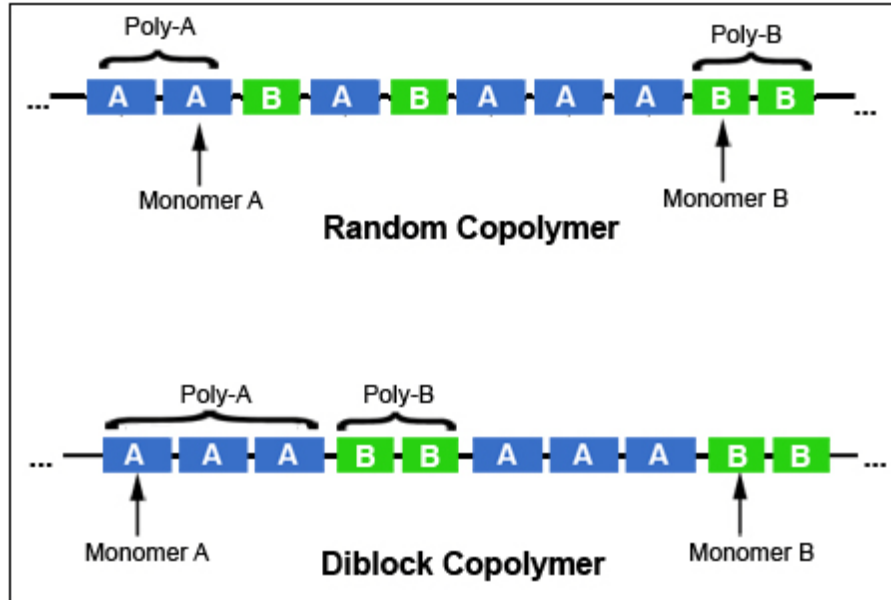 Poly-A
Poly-B
... A A B A B A A A B B ...
Monomer A
Monomer B
Random Copolymer
Poly-A
Poly-B
... A A A B B A A A B B ...
Monomer A
Monomer B
Diblock Copolymer